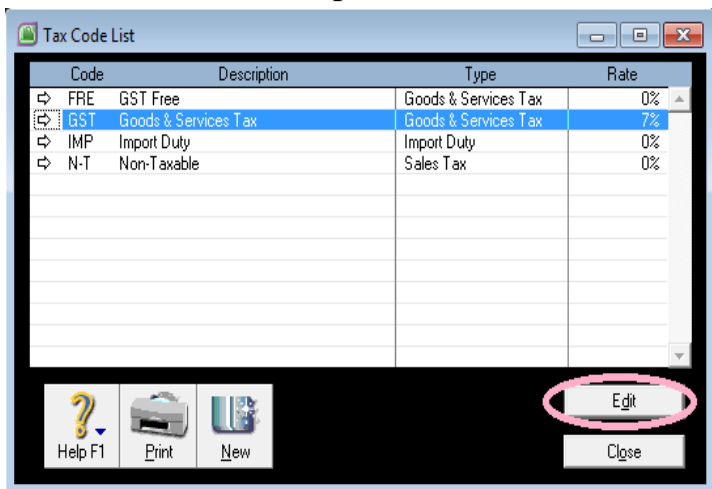 Tax Code List
Code Description Type Rate
FRE GST Free Goods & Services Tax 0%
GST Goods & Services Tax Goods & Services Tax 7%
IMP Import Duty Import Duty 0%
N-T Non-Taxable Sales Tax 0%
Edit
Help F1 Print New Close